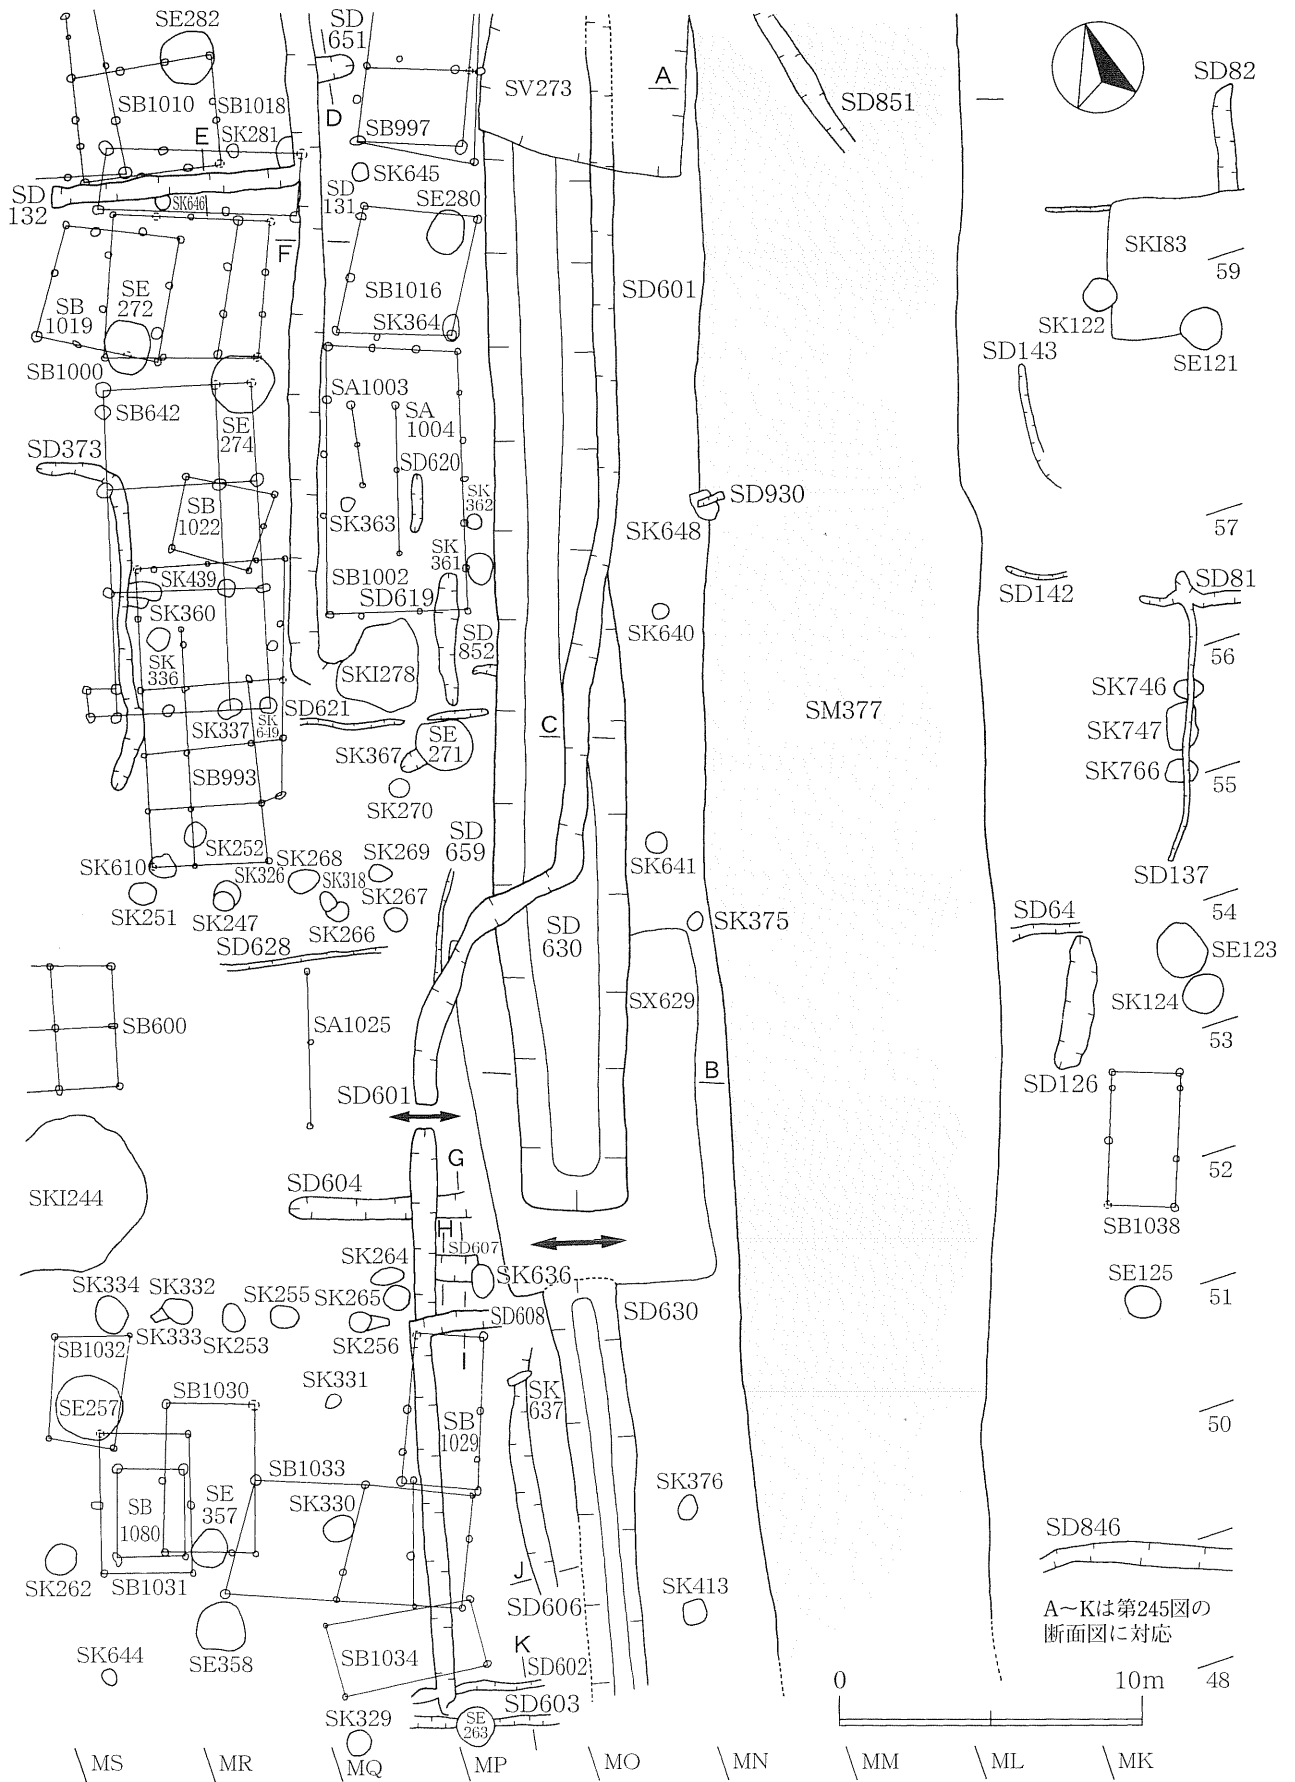 SE282
SD
651
SV273
A
SD851
SD82
SB1010
SB1018
D
SB997
E
SK281
SK645
SD
132
SK646
SD
131
SE280
F
SKI83
59
SB
1019
SE
272
SB1016
SD601
SK364
SK122
SD143
SE121
SB1000
SB642
SE
274
SA1003
SA
1004
SD373
SD620
SK
362
SD930
SB
1022
SK363
SK648
57
SK
361
SK439
SB1002
SD619
SD142
SD81
SK360
SK640
SK
336
SD
852
56
SKI278
SK746
SK337
SK
649
SD621
SM377
C
SK747
SK367
SE
271
SB993
SK766
55
SK270
SD
659
SK252
SK641
SK610
SK326
SK268
SK269
SK318
SD137
SK251
SK247
SK267
SK266
SK375
SD64
54
SD628
SD
630
SE123
SK124
SX629
SB600
SA1025
53
B
SD126
SD601
G
52
SKI244
SD604
H
SD607
SB1038
SK264
SK636
SE125
SK334
SK332
SK255
SK265
51
SD630
SK333
SK253
SK256
SD608
SB1032
I
SK331
SK
637
SE257
SB1030
SB
1029
50
SB1033
SK376
SB
1080
SE
357
SK330
SD846
SK262
SB1031
J
SD606
SK413
A～Kは第245図の
断面図に対応
SK644
SE358
SB1034
K
SD602
0
10m
48
SD603
SK329
SE
263
MS
MR
MQ
MP
MO
MN
MM
ML
MK